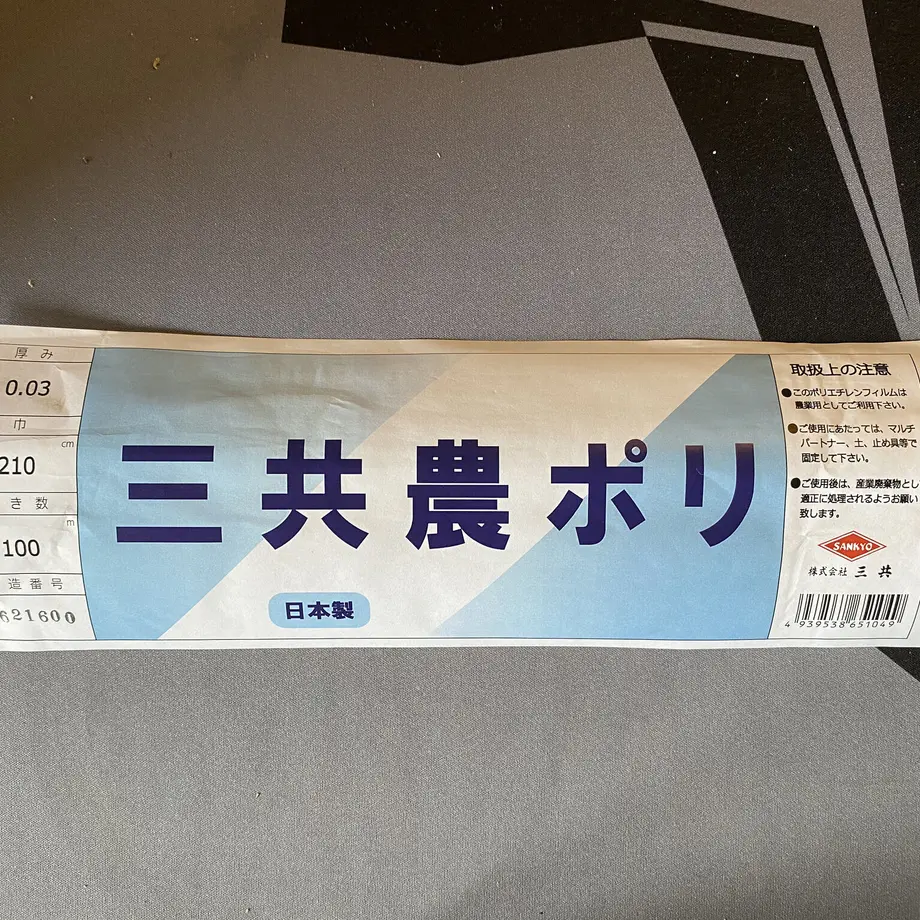 厚み
0.03
巾
cm
210
き数
m
100
造番号
621600
三共農ポリ
日本製
取扱上の注意
●このポリエチレンフィルムは
農業用としてご利用下さい。
●ご使用にあたっては、マルチ
パートナー、土、止め具等で
固定して下さい。
●ご使用後は、産業廃棄物とし
適正に処理されるようお願い
致します。
SANKYO
株式会社 三共
4 939538 651049